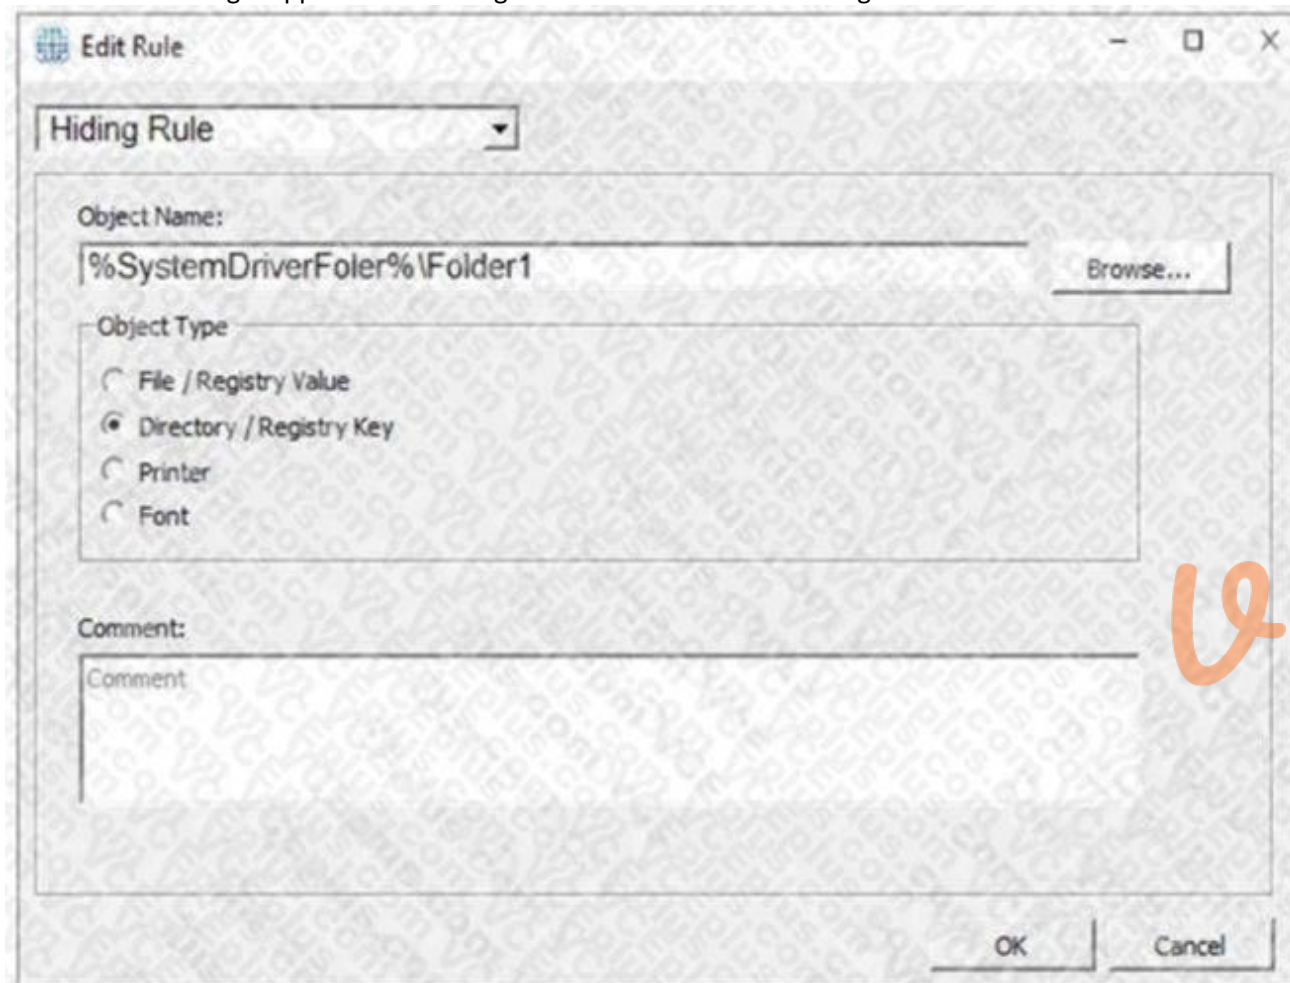 Edit Rule
Hiding Rule
Object Name:
%SystemDriverFoler%\Folder1
Browse...
Object Type
File / Registry Value
Directory / Registry Key
Printer
Font
Comment:
Comment
OK
Cancel